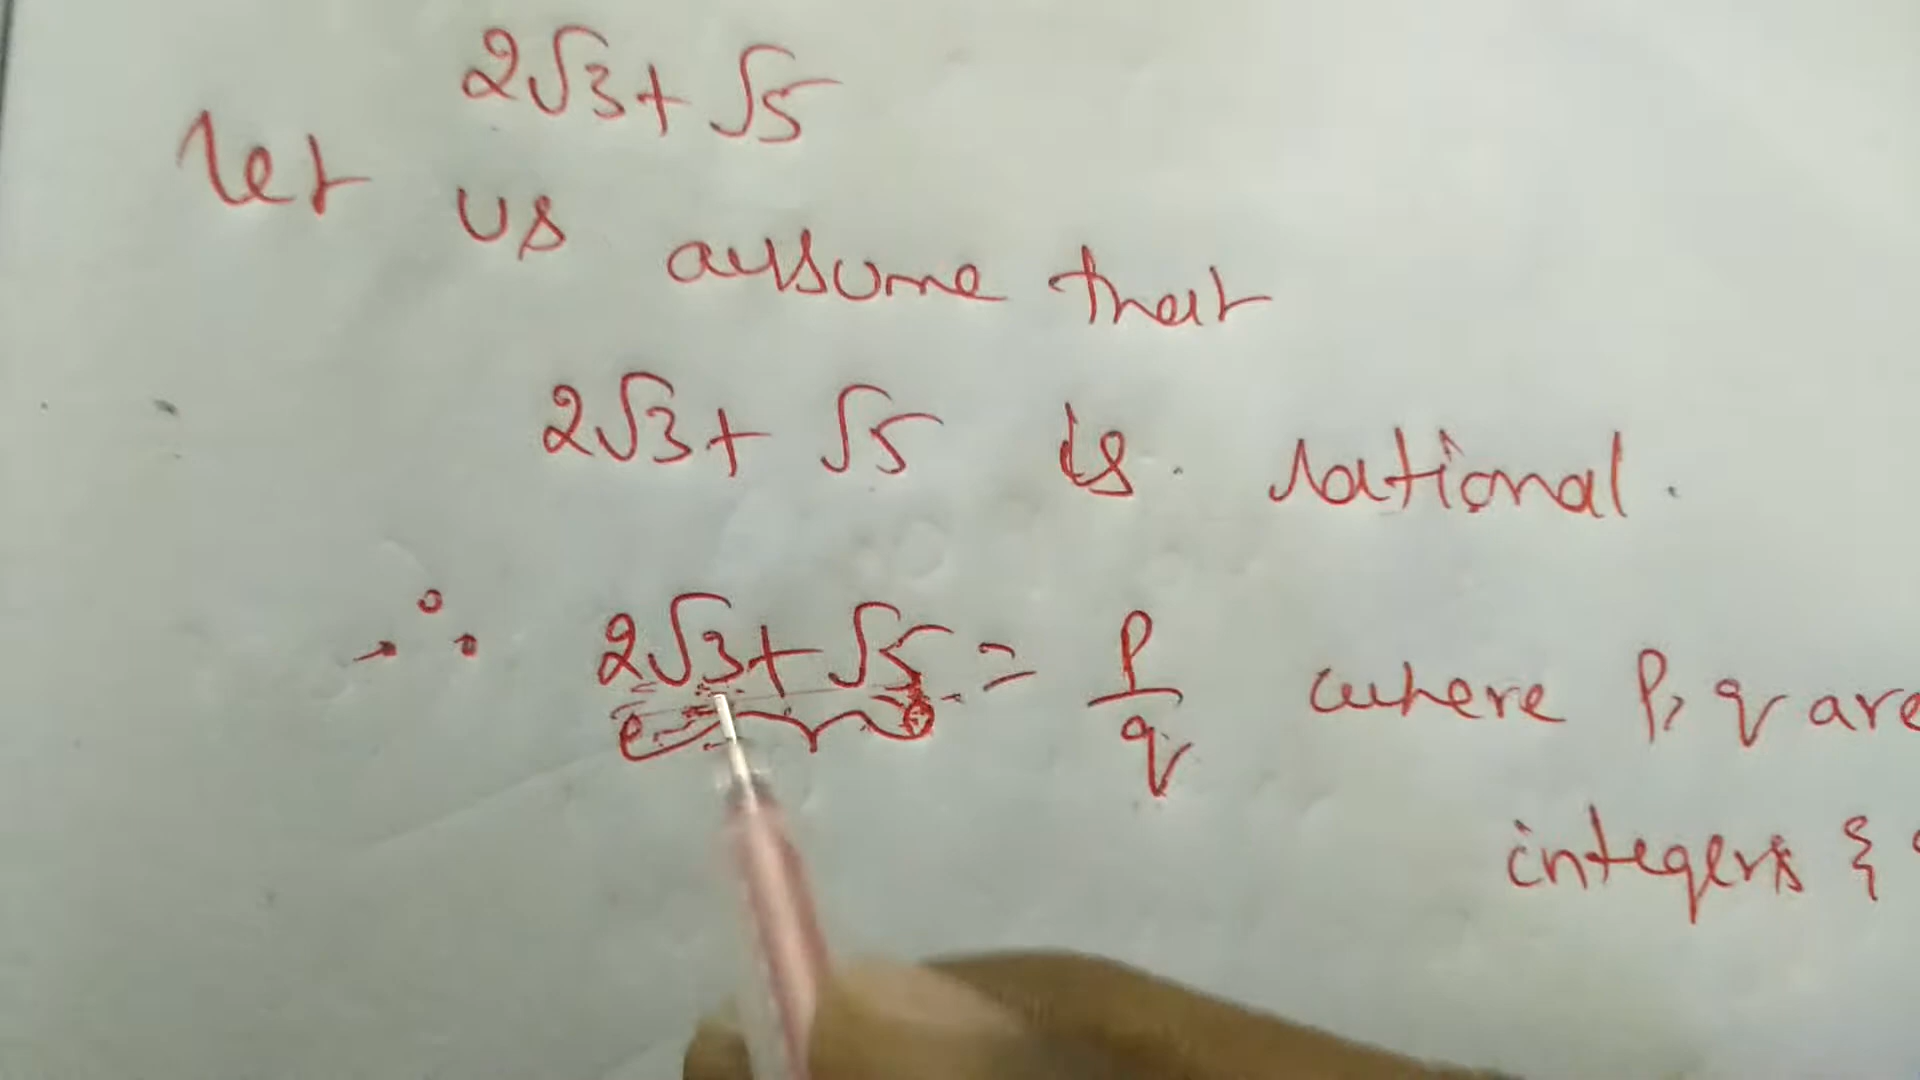 2√3 + √5
let us assume that
2√3 + √5 is rational.
∴ 2√3 + √5 = p/q where p, q are
integers &